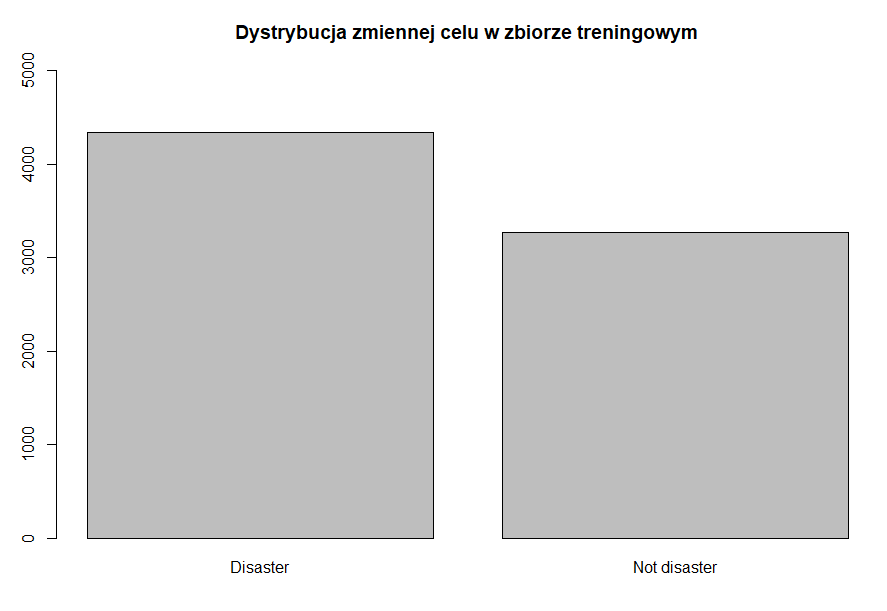 Dystrybucja zmiennej celu w zbiorze treningowym
5000
4000
3000
2000
1000
0
Disaster
Not disaster